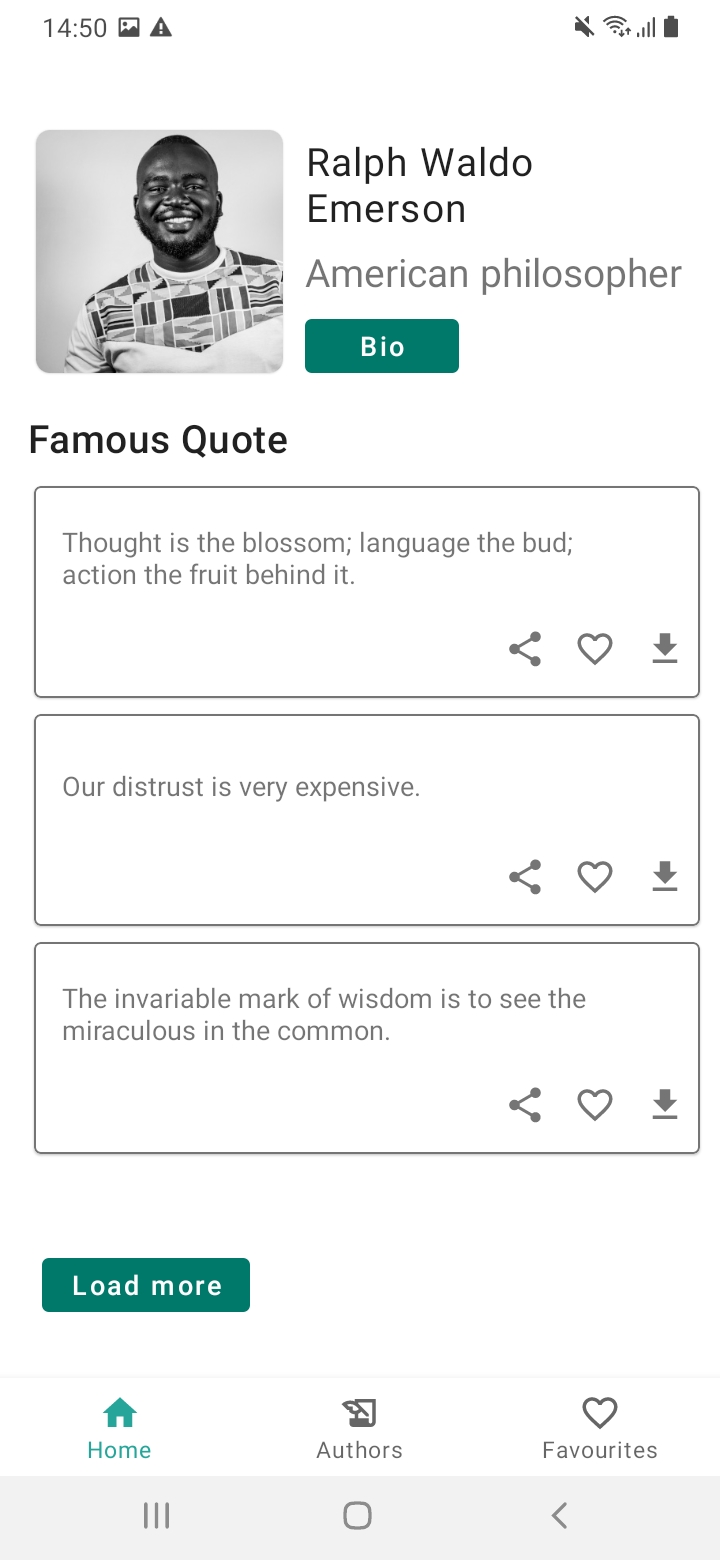 14:50
Ralph Waldo
Emerson
American philosopher
Bio
Famous Quote
Thought is the blossom; language the bud;
action the fruit behind it.
Our distrust is very expensive.
The invariable mark of wisdom is to see the
miraculous in the common.
Load more
Home
Authors
Favourites